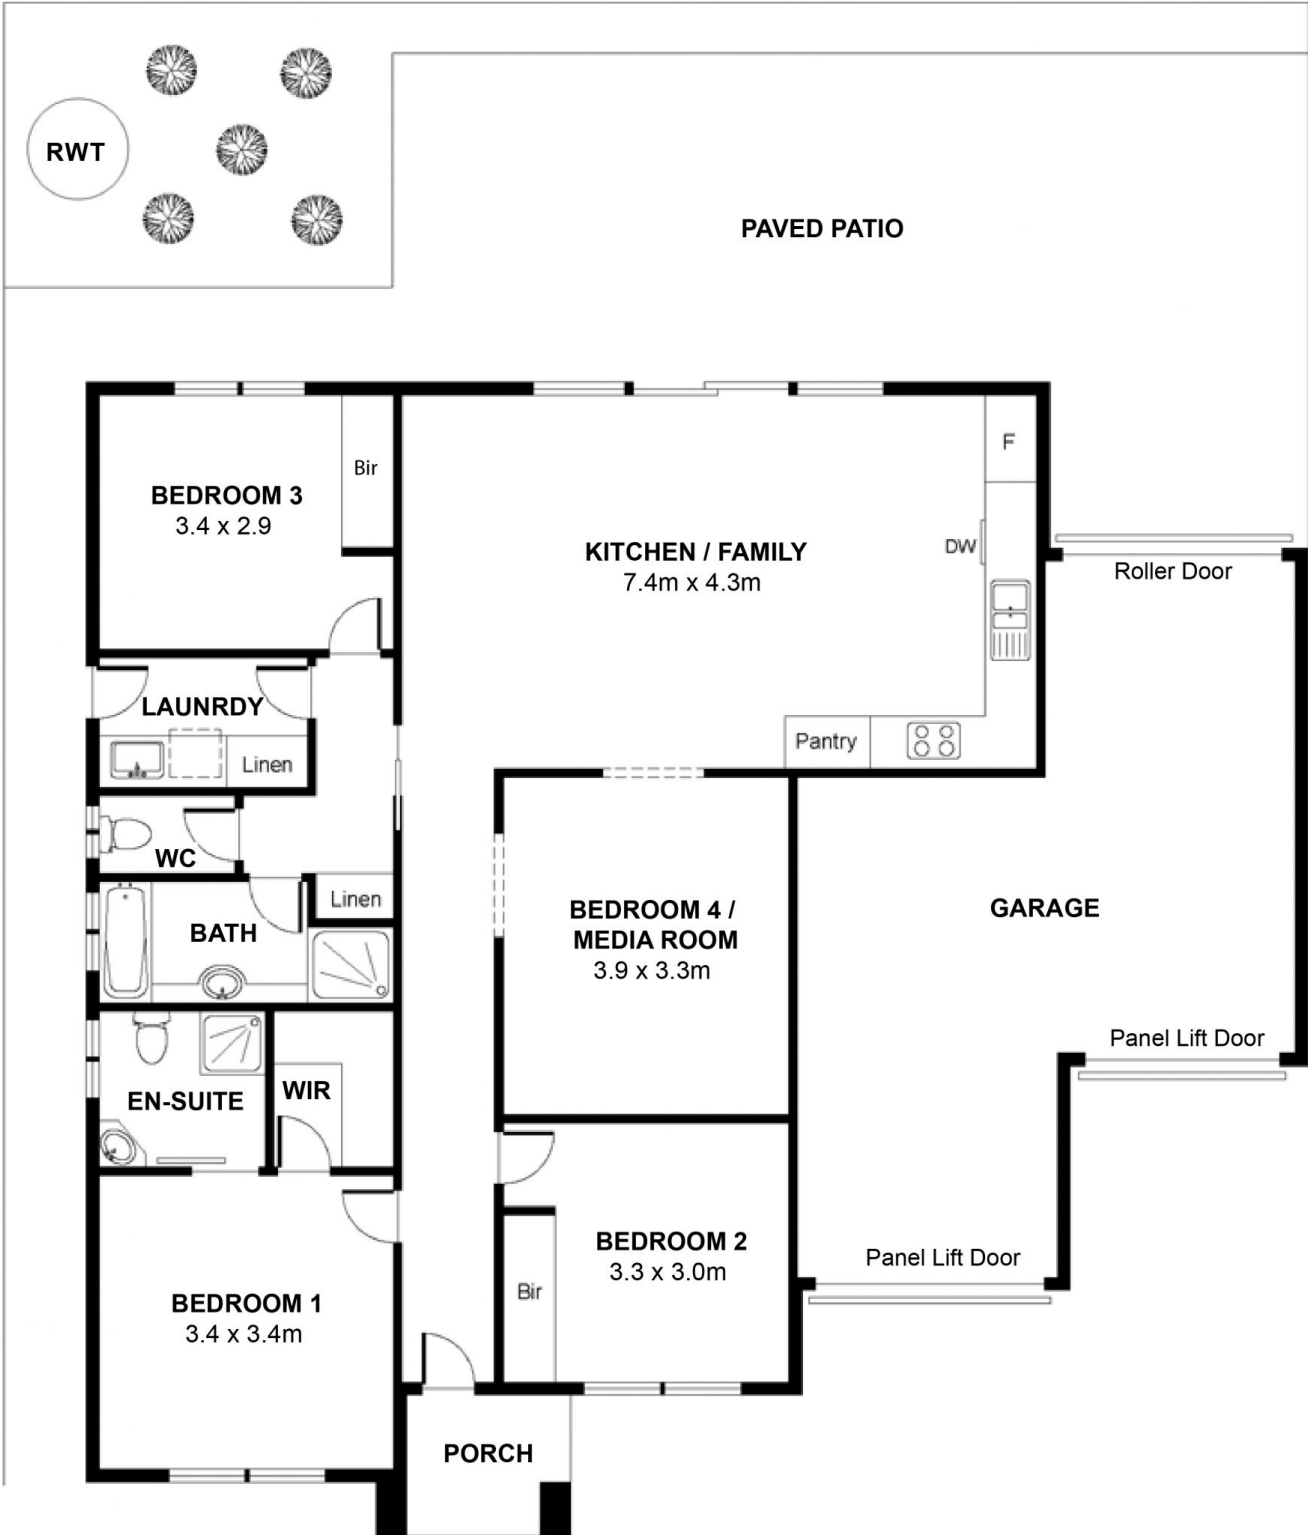 RWT
PAVED PATIO
Bir
BEDROOM 3
3.4 x 2.9
F
KITCHEN / FAMILY
7.4m x 4.3m
DW
Roller Door
LAUNRDY
Linen
Pantry
WC
Linen
BATH
BEDROOM 4 /
MEDIA ROOM
3.9 x 3.3m
GARAGE
Panel Lift Door
EN-SUITE
WIR
BEDROOM 2
3.3 x 3.0m
Bir
Panel Lift Door
BEDROOM 1
3.4 x 3.4m
PORCH